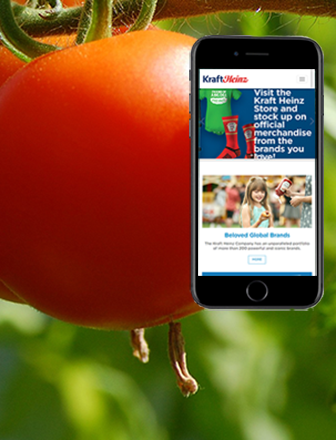 KraftHeinz
Visit the
Kraft Heinz
Store and
stock up on
official
merchandise
from the
brands you
love!
Beloved Global Brands
The Kraft Heinz Company has an unparalleled portfolio
of more than 200 powerful and iconic brands.
MORE